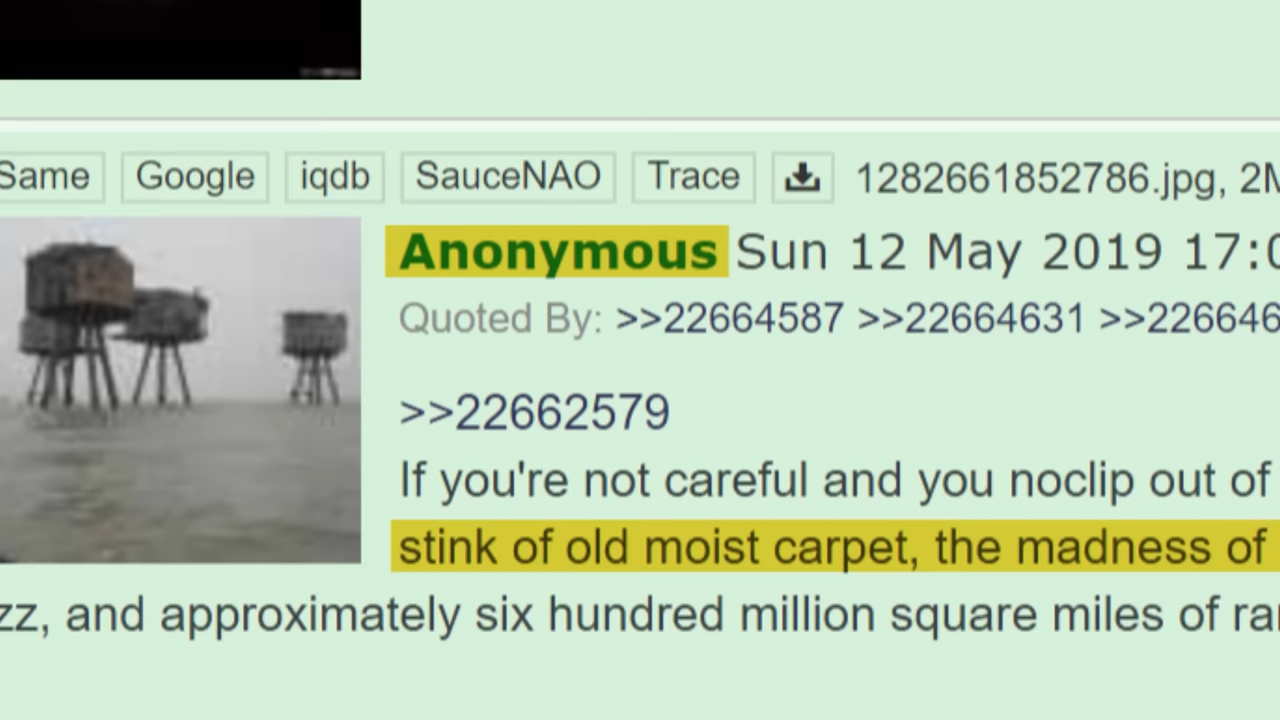 Same Google iqdb SauceNAO Trace 1282661852786.jpg, 2M
Anonymous Sun 12 May 2019 17:0
Quoted By: >>22664587 >>22664631 >>226646
>>22662579
If you're not careful and you noclip out of
stink of old moist carpet, the madness of
zz, and approximately six hundred million square miles of ra